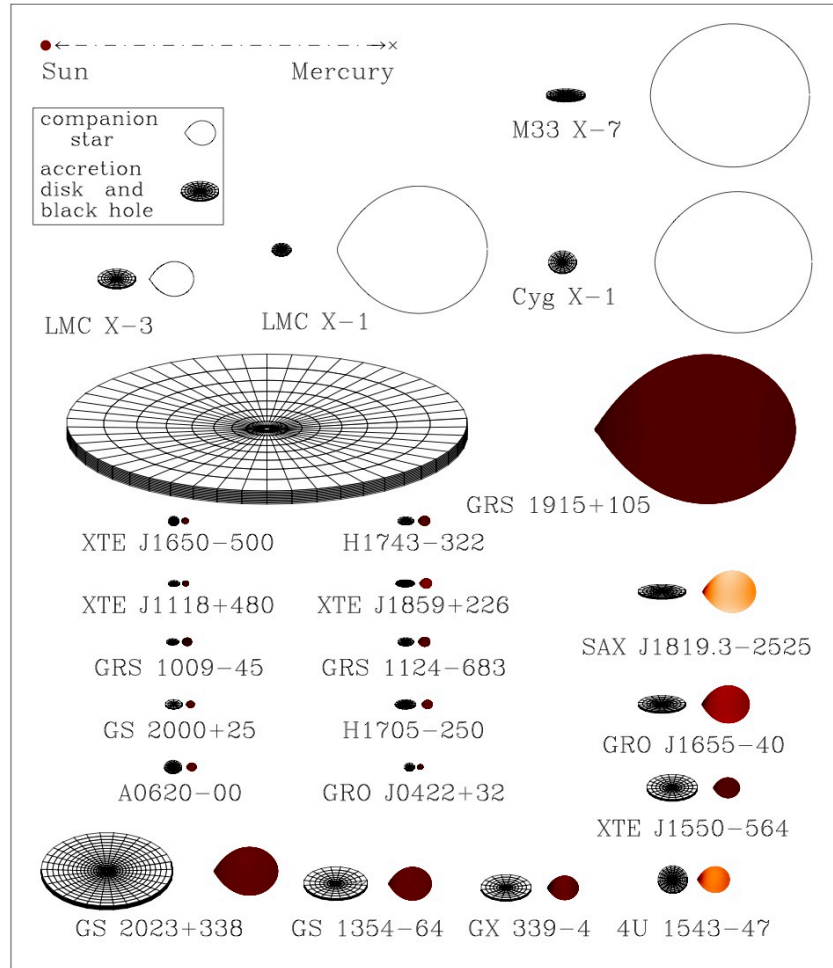 Sun Mercury
companion
star
accretion
disk and
black hole
M33 X-7
LMC X-3
LMC X-1
Cyg X-1
GRS 1915+105
XTE J1650-500
H1743-322
XTE J1118+480
XTE J1859+226
SAX J1819.3-2525
GRS 1009-45
GRS 1124-683
GS 2000+25
H1705-250
GRO J1655-40
A0620-00
GRO J0422+32
XTE J1550-564
GS 2023+338
GS 1354-64
GX 339-4
4U 1543-47